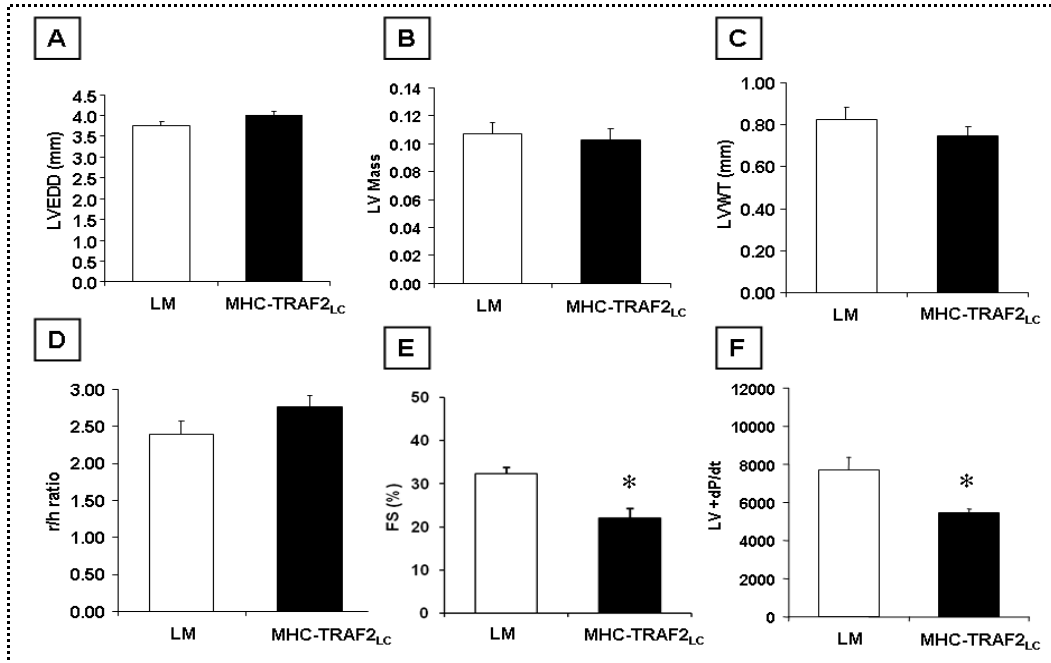 A
LVEDD (mm)
4.5
4.0
3.5
3.0
2.5
2.0
1.5
1.0
0.5
0.0
LM MHC-TRAF2LC
B
LV Mass
0.14
0.12
0.10
0.08
0.06
0.04
0.02
0.00
LM MHC-TRAF2LC
C
LVWT (mm)
1.00
0.80
0.60
0.40
0.20
0.00
LM MHC-TRAF2LC
D
r/h ratio
3.00
2.50
2.00
1.50
1.00
0.50
0.00
LM MHC-TRAF2LC
E
FS (%)
50
40
30
20
10
0
*
LM MHC-TRAF2LC
F
LV +dP/dt
12000
10000
8000
6000
4000
2000
0
*
LM MHC-TRAF2LC